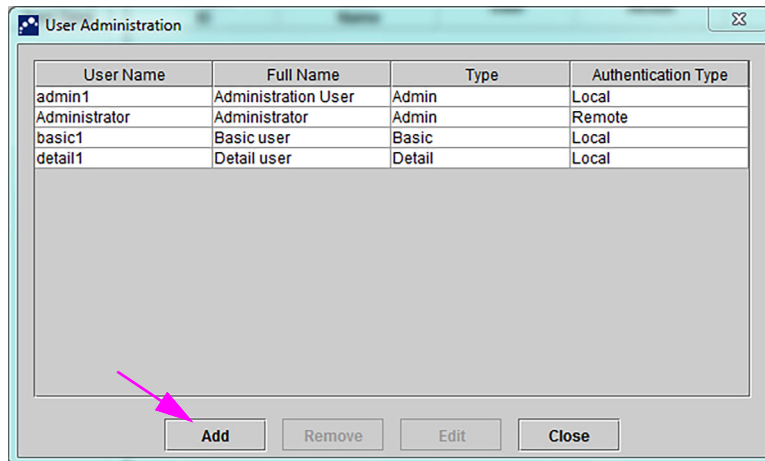 User Administration
User Name Full Name Type Authentication Type
admin1 Administration User Admin Local
Administrator Administrator Admin Remote
basic1 Basic user Basic Local
detail1 Detail user Detail Local
Add Remove Edit Close